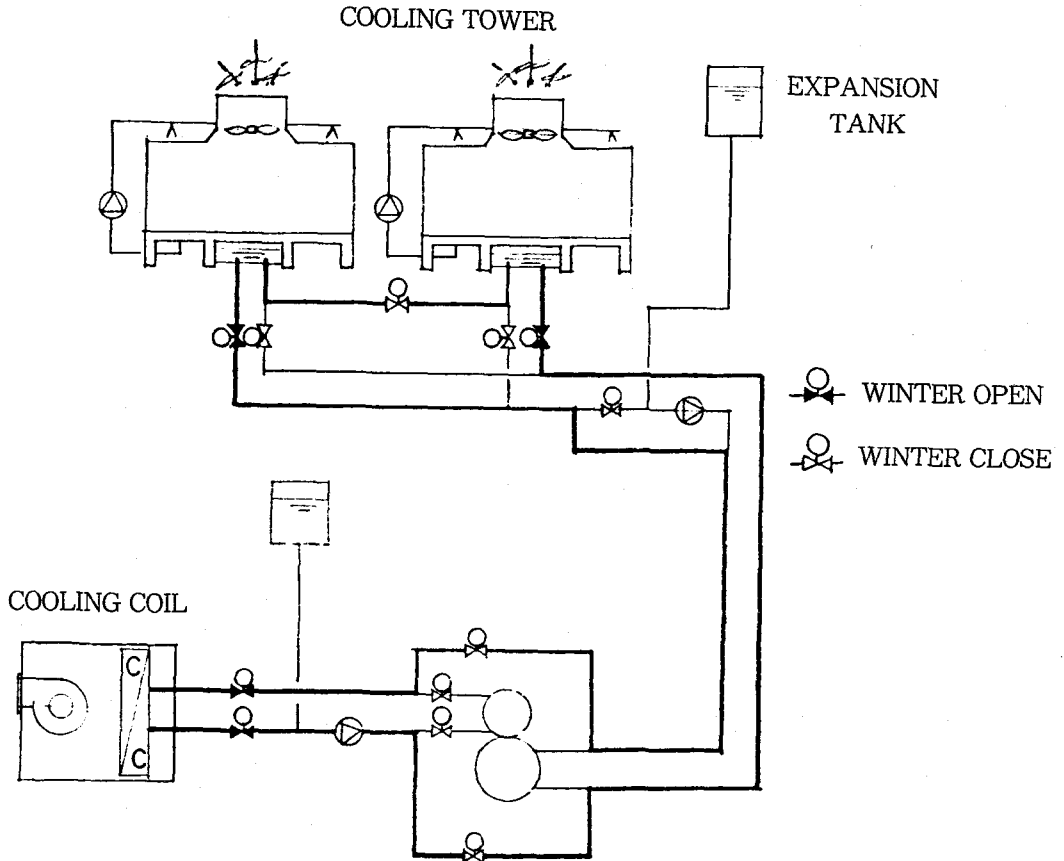 COOLING TOWER
EXPANSION
TANK
WINTER OPEN
WINTER CLOSE
COOLING COIL
C
C